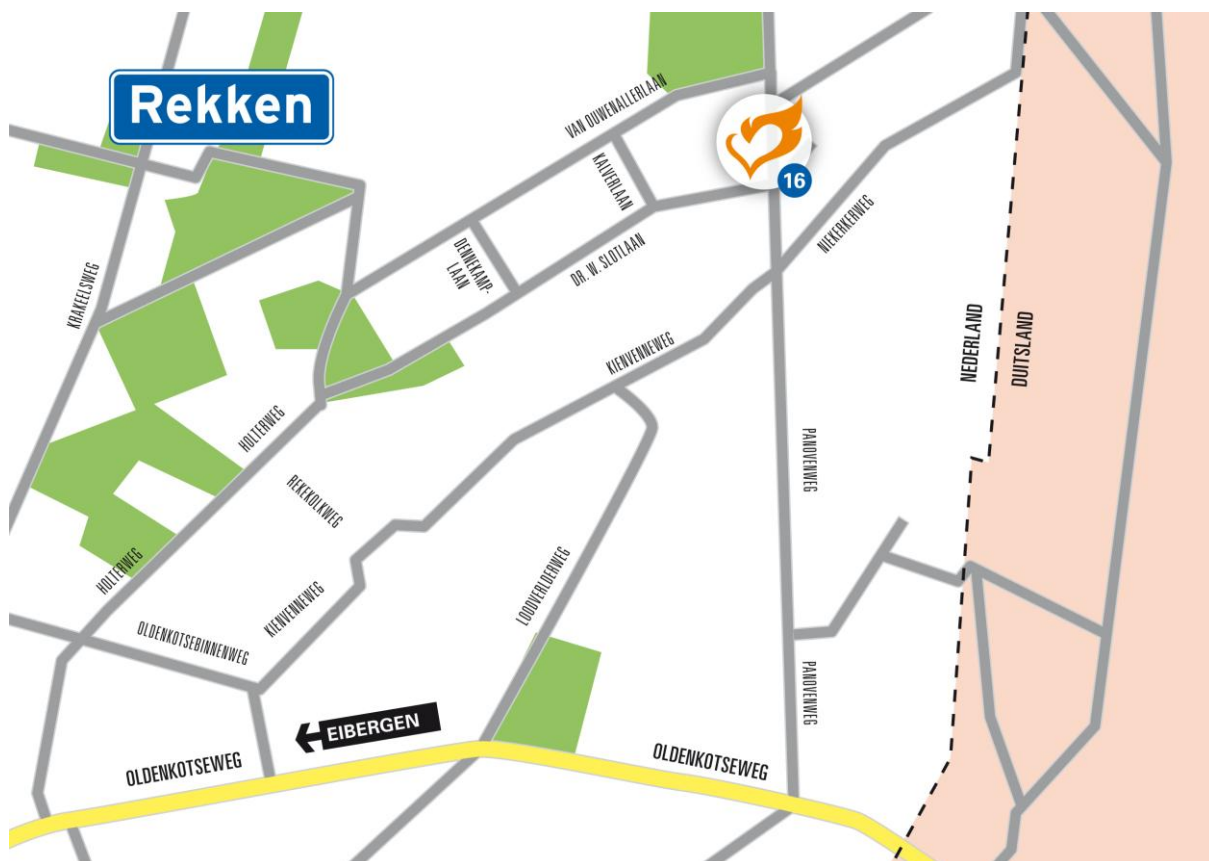 Rekken
VAN OUWENALLERLAAN
16
KALVERLAAN
NIEKERKERWEG
DENNEKAMP-
LAAN
DR. W. SLOTLAAN
KRAKEELSWEG
KIENVENNEWEG
NEDERLAND
DUITSLAND
HOLTERWEG
PANOVENWEG
REKEKOLKWEG
HOLTERWEG
LOODVELDERWEG
KIENVENNEWEG
OLDENKOTSEBINNENWEG
PANOVENWEG
EIBERGEN
OLDENKOTSEWEG
OLDENKOTSEWEG